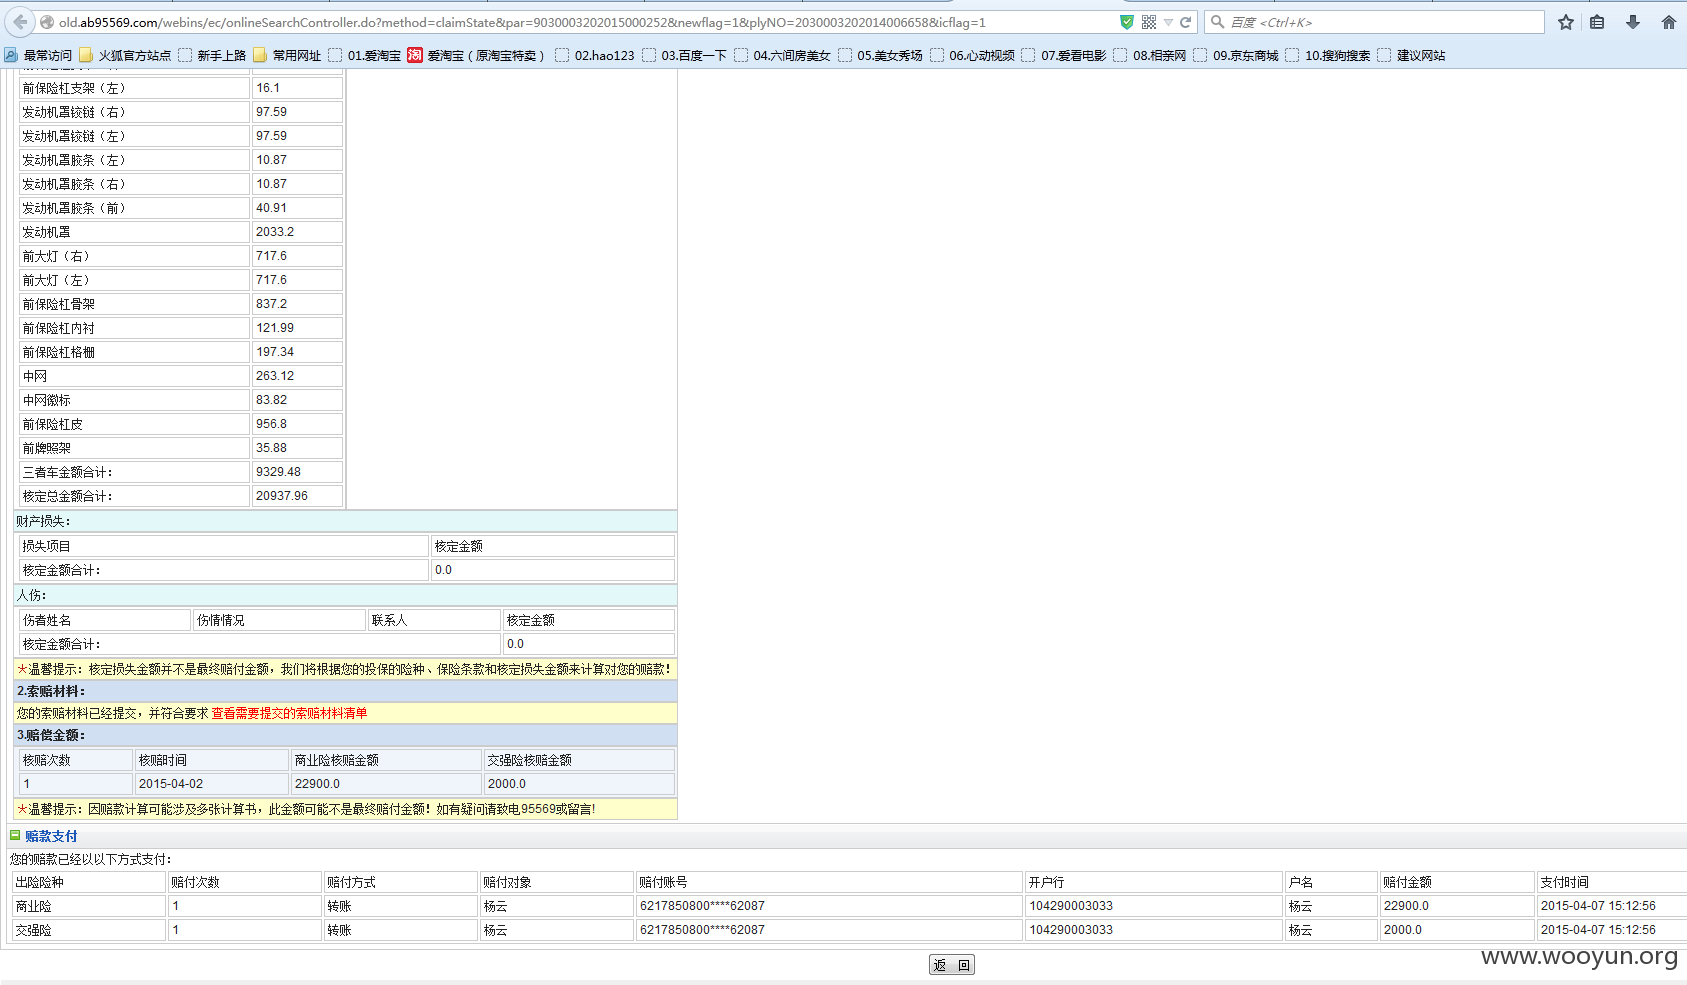 old.ab95569.com/webins/ec/onlineSearchController.do?method=claimState&par=9030003202015000252&newflag=1&plyNO=2030003202014006658&icflag=1
百度 <Ctrl+K>
最常访问 火狐官方站点 新手上路 常用网址 01.爱淘宝 淘 爱淘宝（原淘宝特卖） 02.hao123 03.百度一下 04.六间房美女 05.美女秀场 06.心动视频 07.爱看电影 08.相亲网 09.京东商城 10.搜狗搜索 建议网站
前保险杠支架（左） 16.1
发动机罩铰链（右） 97.59
发动机罩铰链（左） 97.59
发动机罩胶条（左） 10.87
发动机罩胶条（右） 10.87
发动机罩胶条（前） 40.91
发动机罩 2033.2
前大灯（右） 717.6
前大灯（左） 717.6
前保险杠骨架 837.2
前保险杠内衬 121.99
前保险杠格栅 197.34
中网 263.12
中网徽标 83.82
前保险杠皮 956.8
前牌照架 35.88
三者车金额合计： 9329.48
核定总金额合计： 20937.96
财产损失：
损失项目 核定金额
核定金额合计： 0.0
人伤：
伤者姓名 伤情情况 联系人 核定金额
核定金额合计： 0.0
＊温馨提示：核定损失金额并不是最终赔付金额，我们将根据您的投保的险种、保险条款和核定损失金额来计算对您的赔款！
2.索赔材料：
您的索赔材料已经提交，并符合要求 查看需要提交的索赔材料清单
3.赔偿金额：
核赔次数 核赔时间 商业险核赔金额 交强险核赔金额
1 2015-04-02 22900.0 2000.0
＊温馨提示：因赔款计算可能涉及多张计算书，此金额可能不是最终赔付金额！如有疑问请致电95569或留言！
赔款支付
您的赔款已经以以下方式支付：
出险险种 赔付次数 赔付方式 赔付对象 赔付账号 开户行 户名 赔付金额 支付时间
商业险 1 转账 杨云 6217850800****62087 104290003033 杨云 22900.0 2015-04-07 15:12:56
交强险 1 转账 杨云 6217850800****62087 104290003033 杨云 2000.0 2015-04-07 15:12:56
返 回
www.wooyun.org